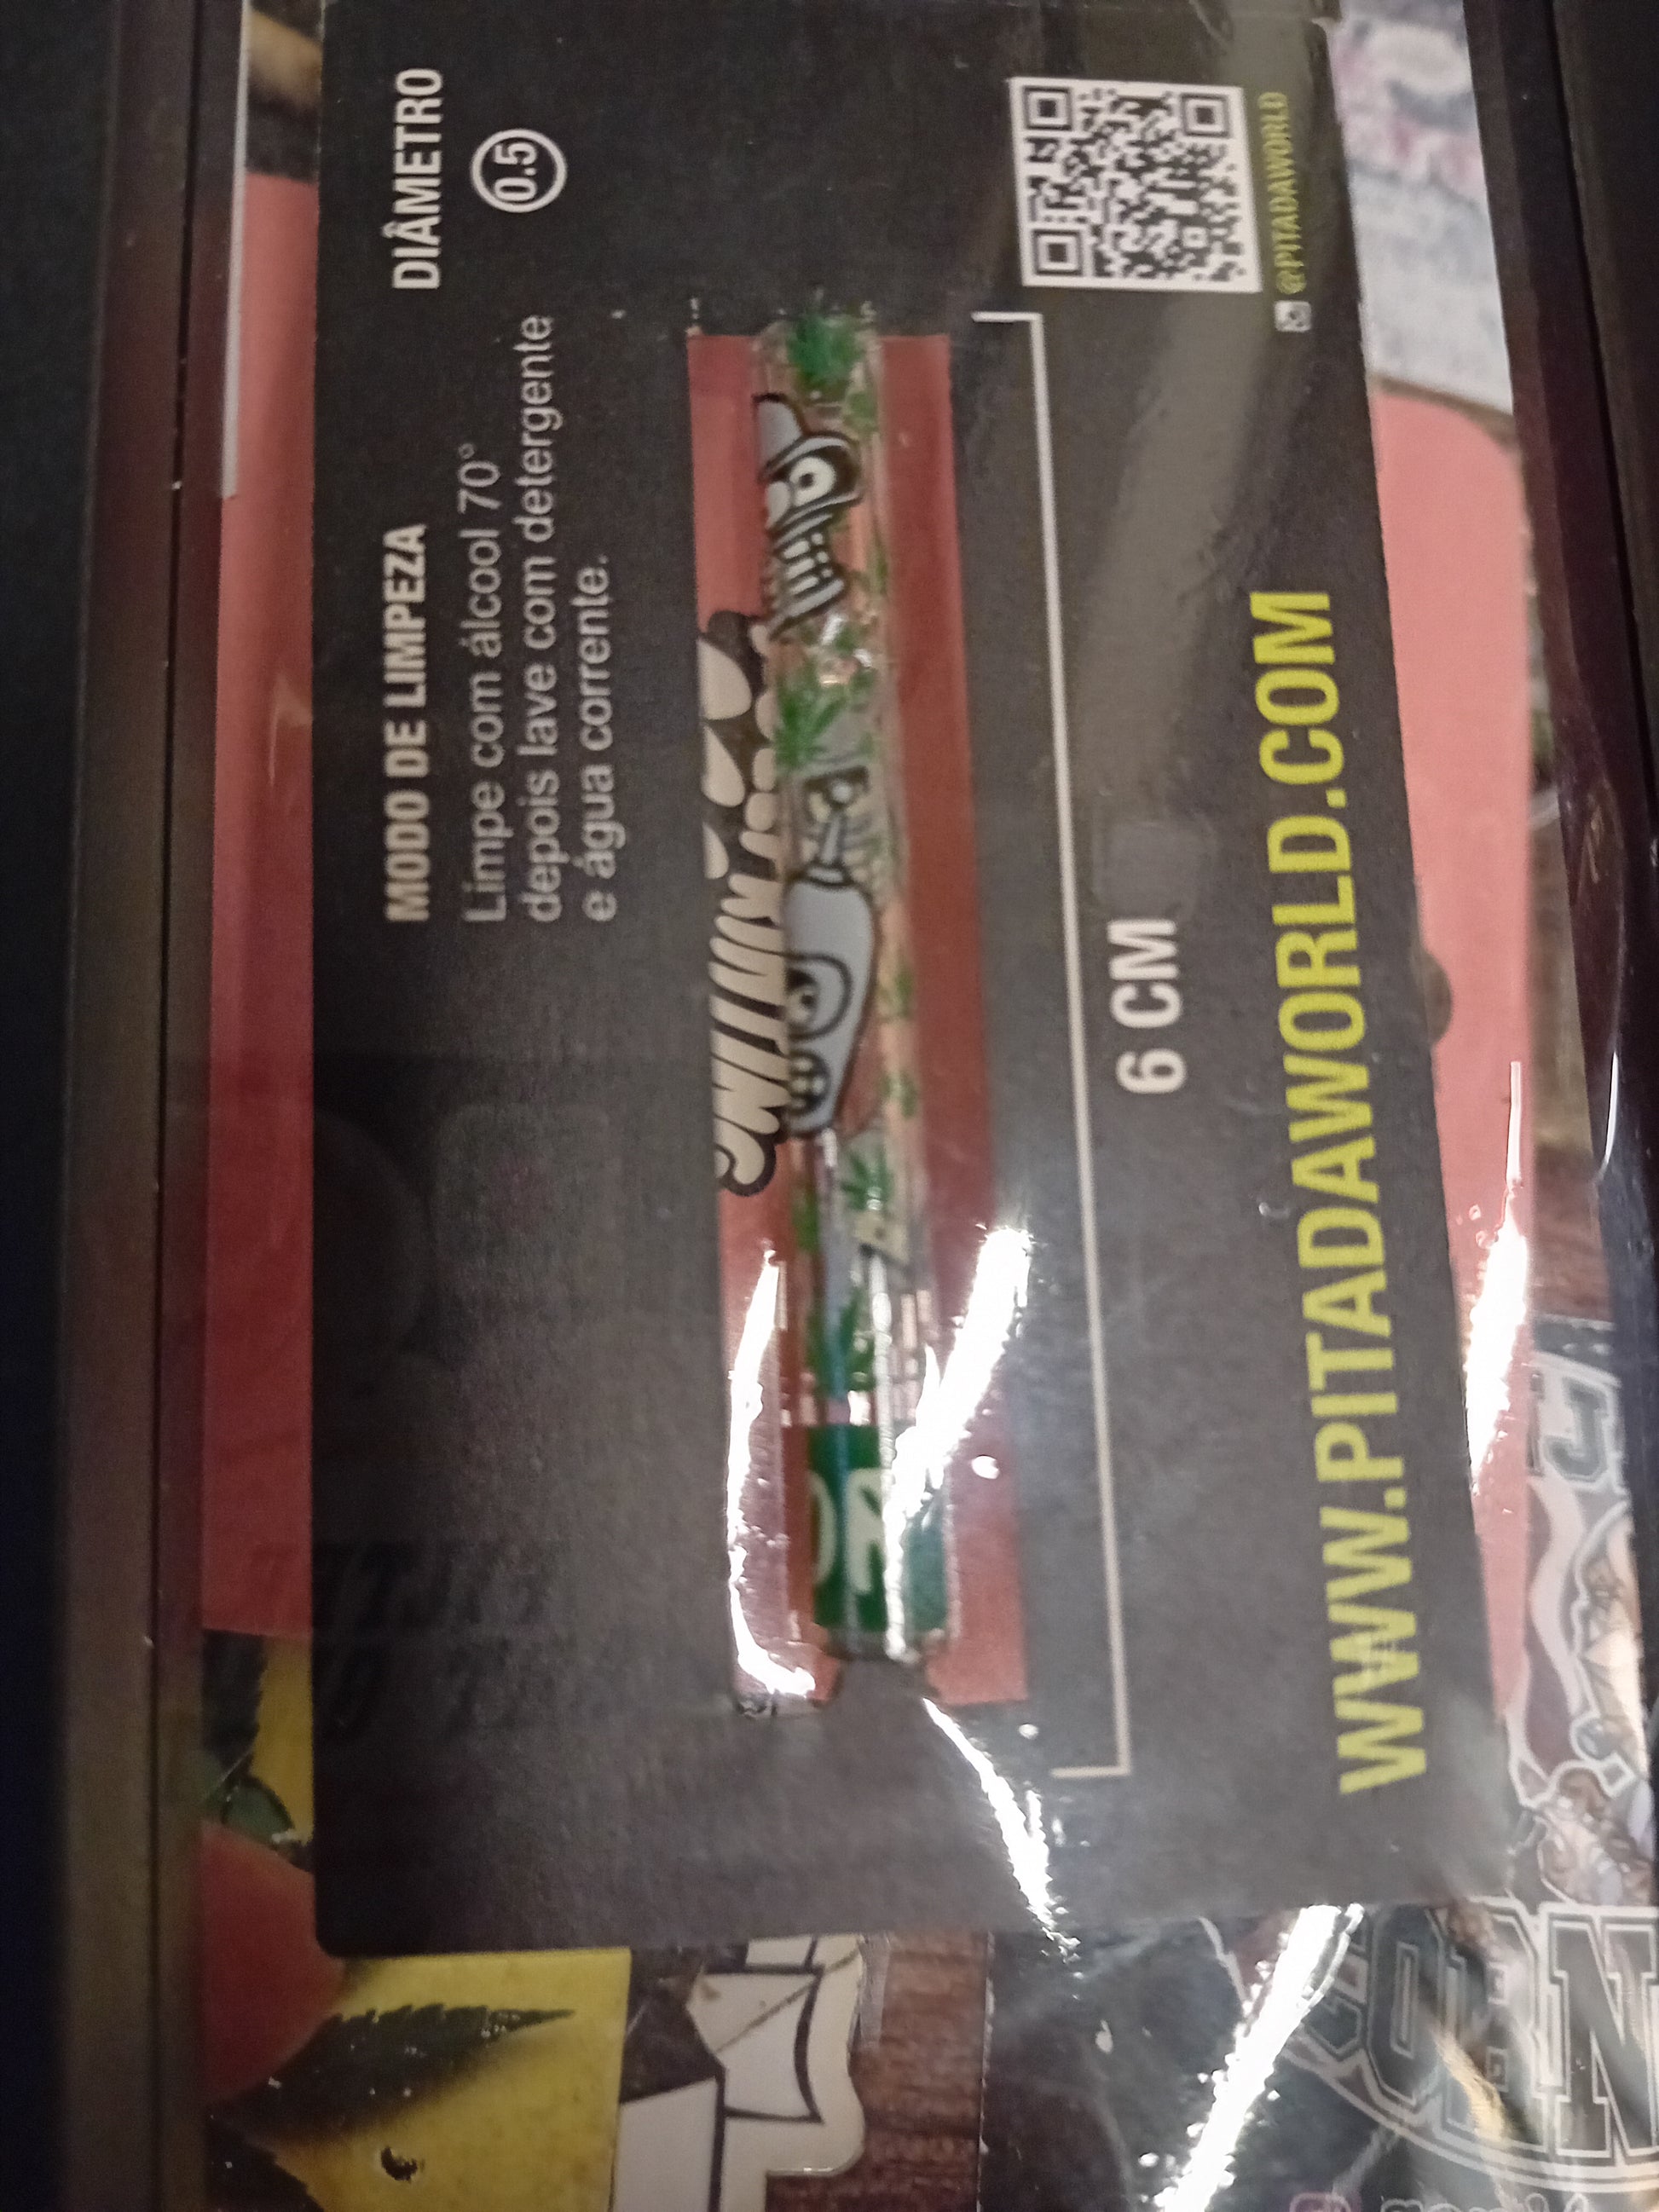 MODO DE LIMPEZA
Limpe com álcool 70°
depois lave com detergente
e água corrente.
DIÂMETRO
0.5
6 CM
@PITADAWORLD
WWW.PITADAWORLD.COM